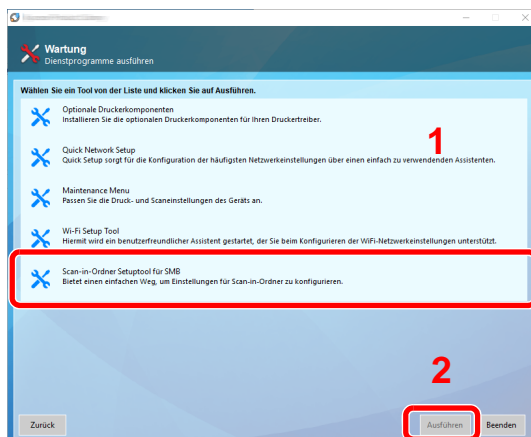 Wartung
Dienstprogramme ausführen
Wählen Sie ein Tool von der Liste und klicken Sie auf Ausführen.
Optionale Druckerkomponenten
Installieren Sie die optionalen Druckerkomponenten für Ihren Druckertreiber.
1
Quick Network Setup
Quick Setup sorgt für die Konfiguration der häufigsten Netzwerkeinstellungen über einen einfach zu verwendenden Assistenten.
Maintenance Menu
Passen Sie die Druck- und Scaneinstellungen des Geräts an.
Wi-Fi Setup Tool
Hiermit wird ein benutzerfreundlicher Assistent gestartet, der Sie beim Konfigurieren der WiFi-Netzwerkeinstellungen unterstützt.
Scan-in-Ordner Setuptool für SMB
Bietet einen einfachen Weg, um Einstellungen für Scan-in-Ordner zu konfigurieren.
2
Zurück Ausführen Beenden